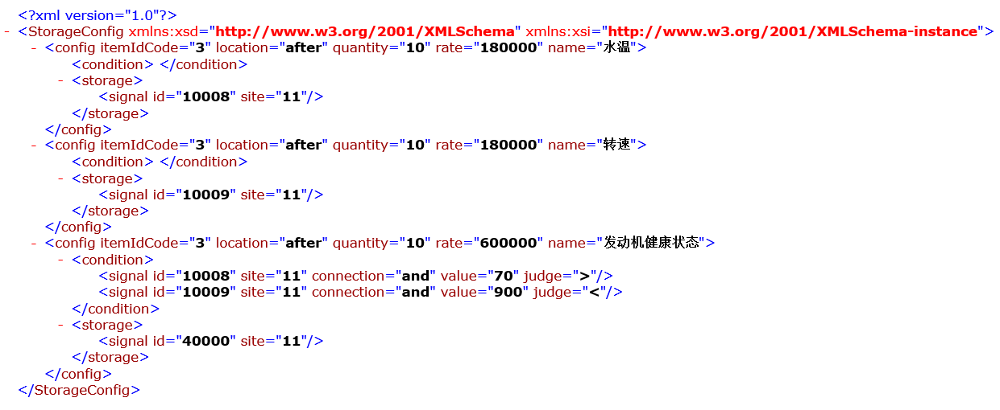 <?xml version="1.0"?>
- <StorageConfig xmlns:xsd="http://www.w3.org/2001/XMLSchema" xmlns:xsi="http://www.w3.org/2001/XMLSchema-instance">
- <config itemIdCode="3" location="after" quantity="10" rate="180000" name="水温">
<condition> </condition>
- <storage>
<signal id="10008" site="11"/>
</storage>
</config>
- <config itemIdCode="3" location="after" quantity="10" rate="180000" name="转速">
<condition> </condition>
- <storage>
<signal id="10009" site="11"/>
</storage>
</config>
- <config itemIdCode="3" location="after" quantity="10" rate="600000" name="发动机健康状态">
- <condition>
<signal id="10008" site="11" connection="and" value="70" judge=">"/>
<signal id="10009" site="11" connection="and" value="900" judge="<"/>
</condition>
- <storage>
<signal id="40000" site="11"/>
</storage>
</config>
</StorageConfig>